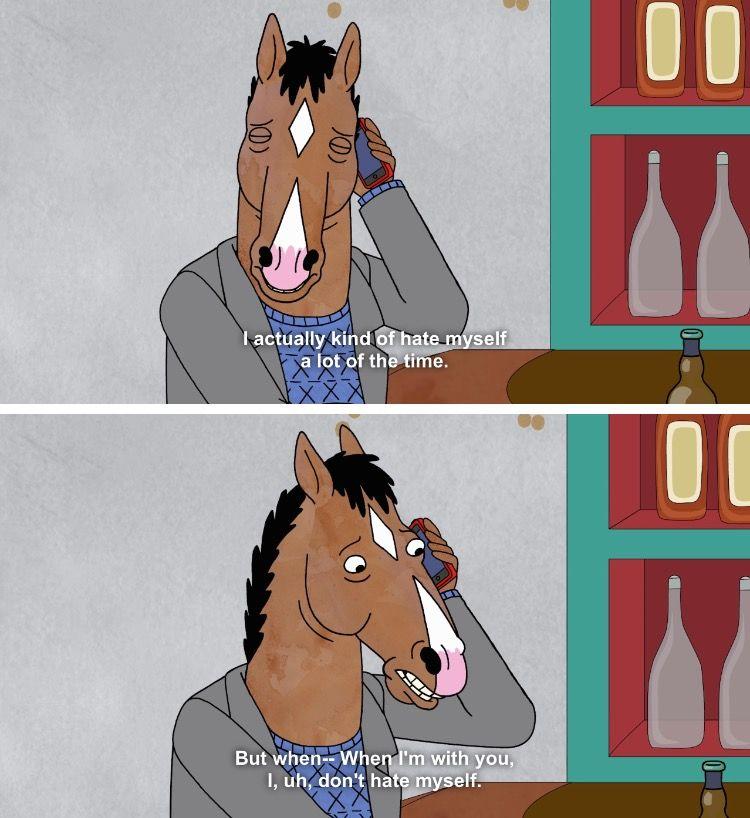 I actually kind of hate myself
a lot of the time.
But when-- When I'm with you,
I, uh, don't hate myself.